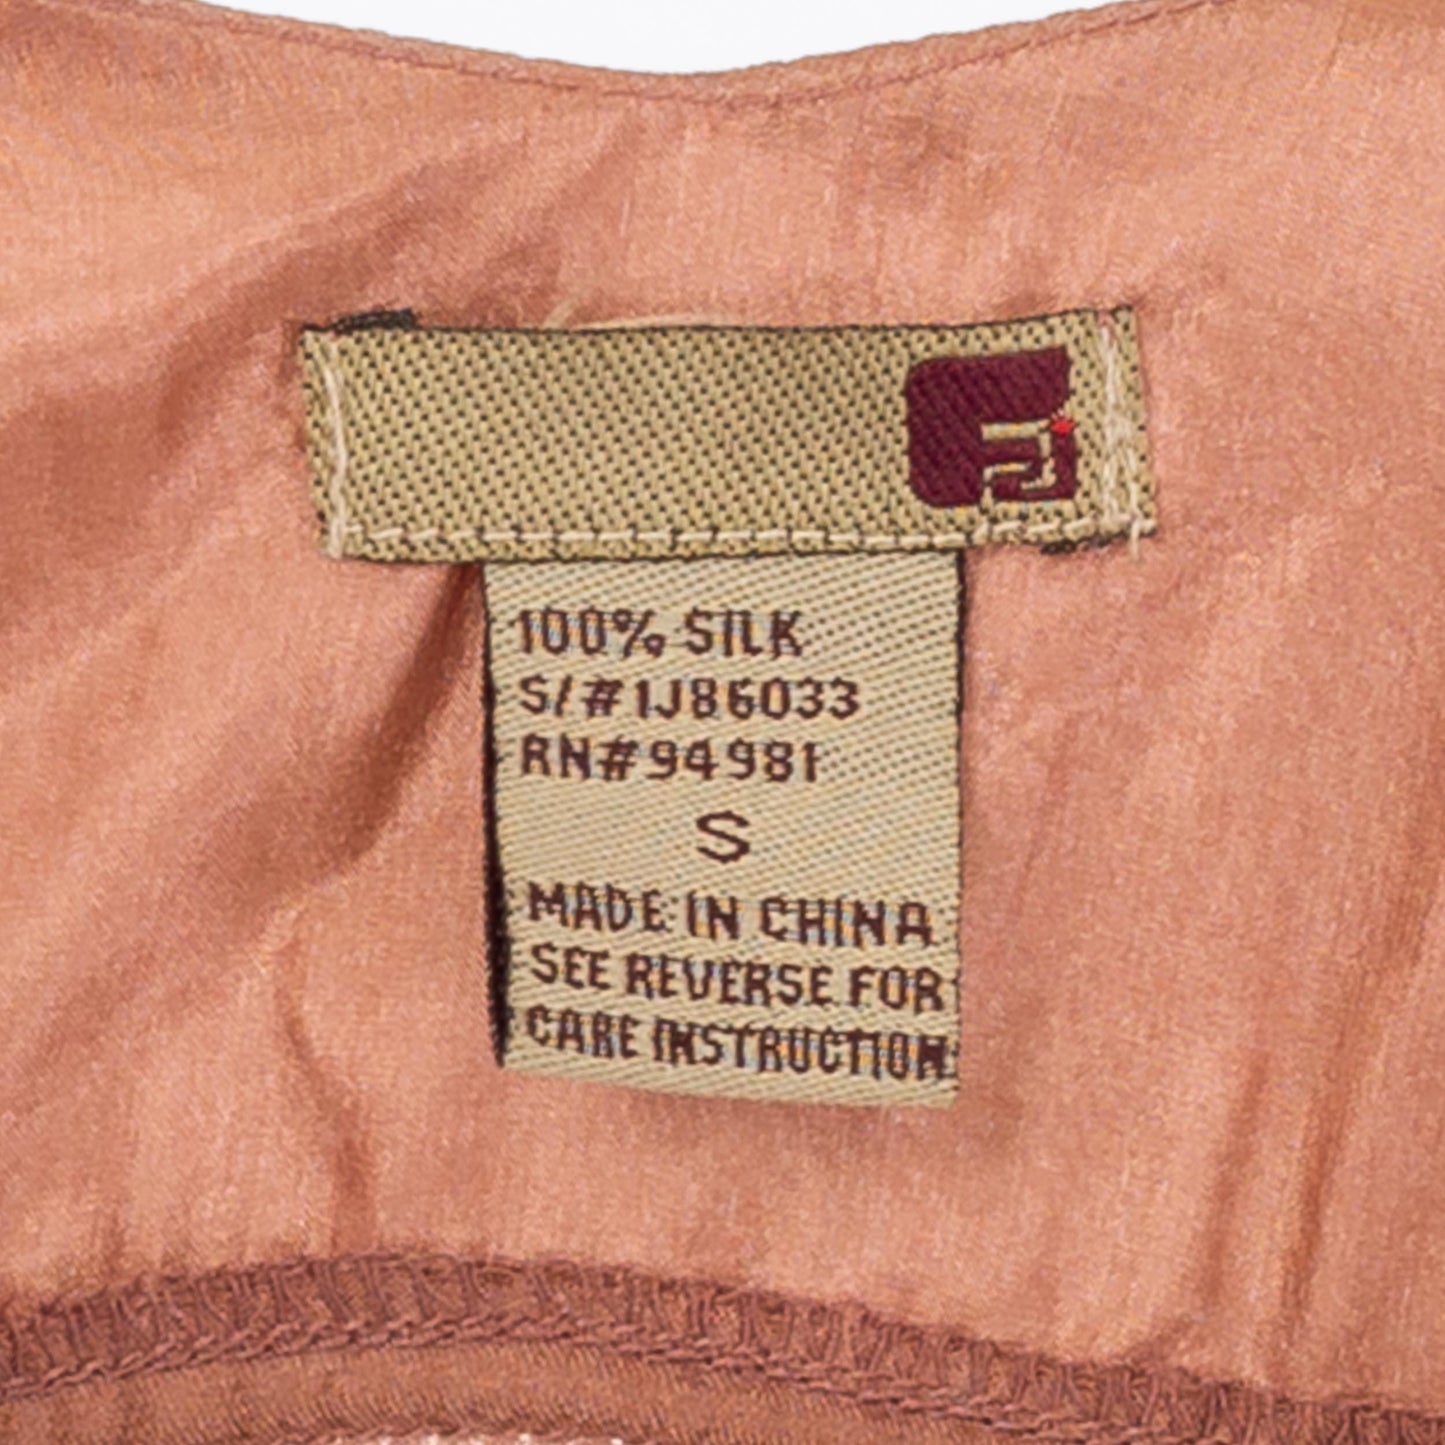 100% SILK
S/#1J86033
RN#94981
S
MADE IN CHINA
SEE REVERSE FOR
CARE INSTRUCTION